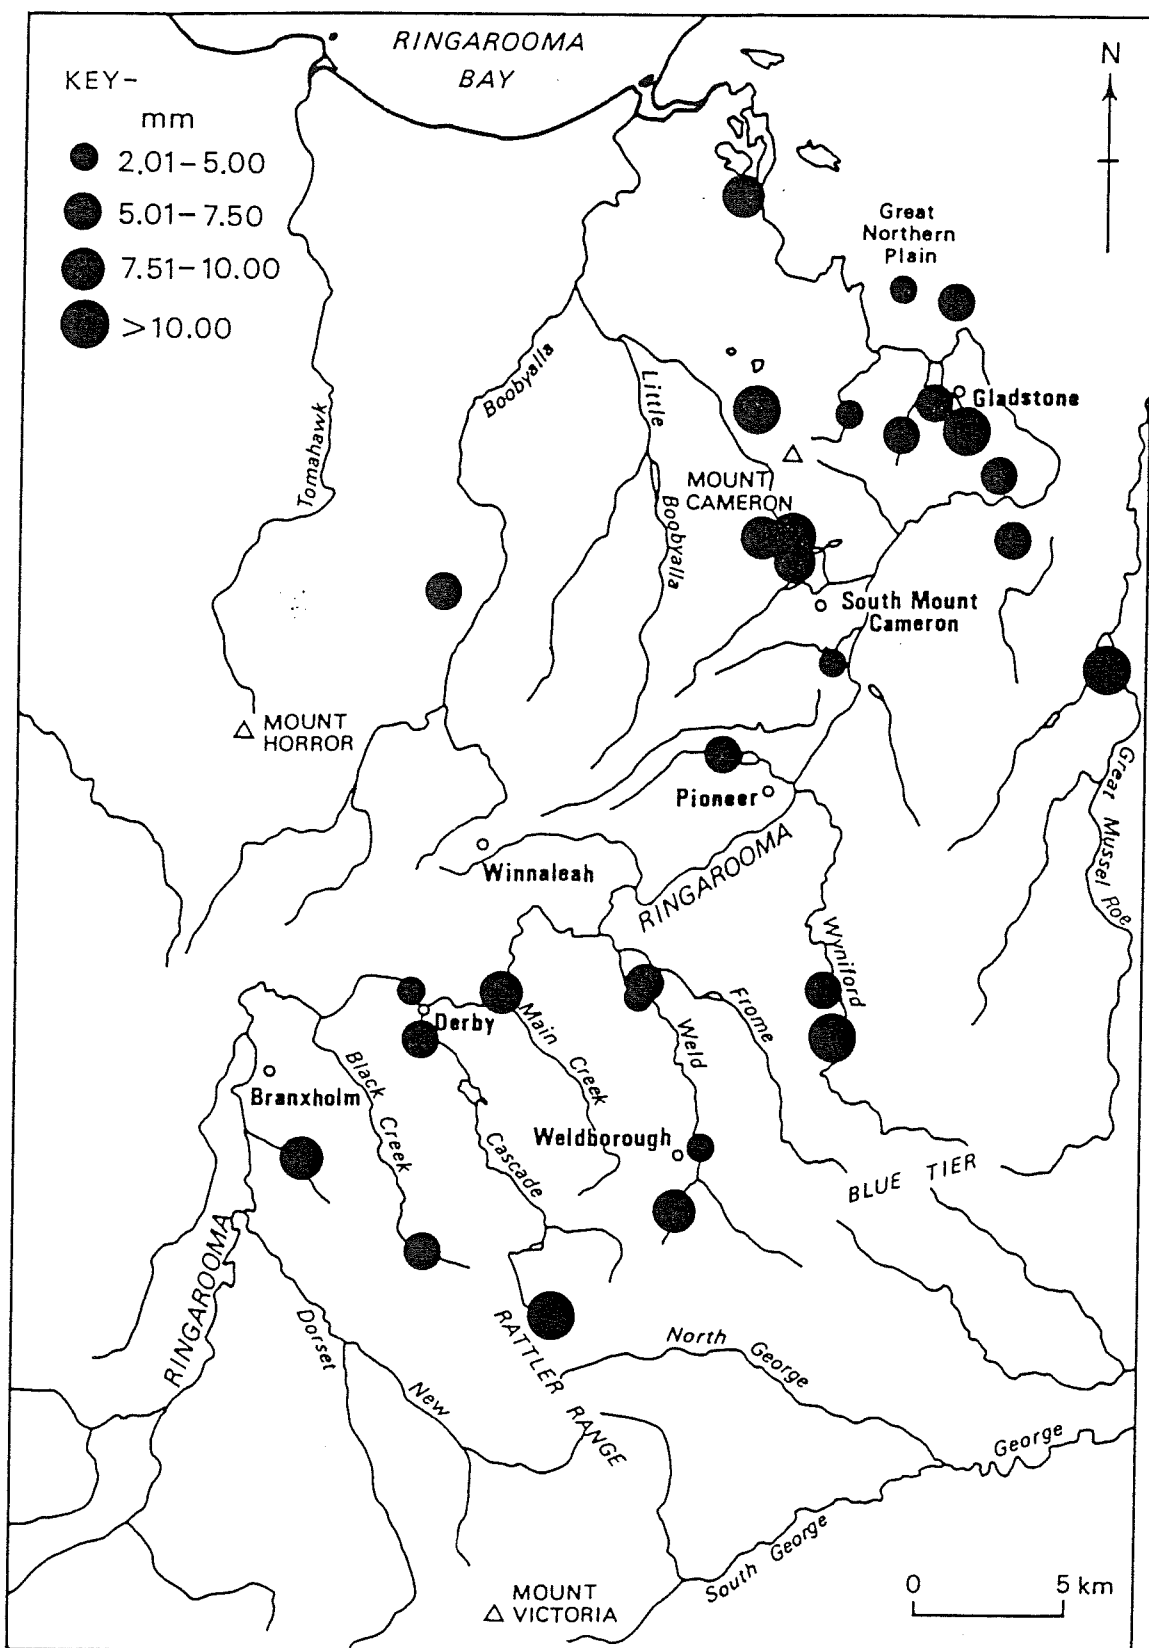 RINGAROOMA
BAY
KEY-
mm
2.01-5.00
5.01-7.50
7.51-10.00
>10.00
N
Great
Northern
Plain
Tomahawk
Boobyalla
Little
Boobyalla
Gladstone
MOUNT
CAMERON
South Mount
Cameron
MOUNT
HORROR
Pioneer
Great Mussel Roe
Winnaleah
RINGAROOMA
Wyniford
Frome
Weld
Main Creek
Derby
Black Creek
Branxholm
Cascade
Weldborough
BLUE TIER
RINGAROOMA
Dorset
New
RATTLER RANGE
North George
George
South George
MOUNT
VICTORIA
0 5 km